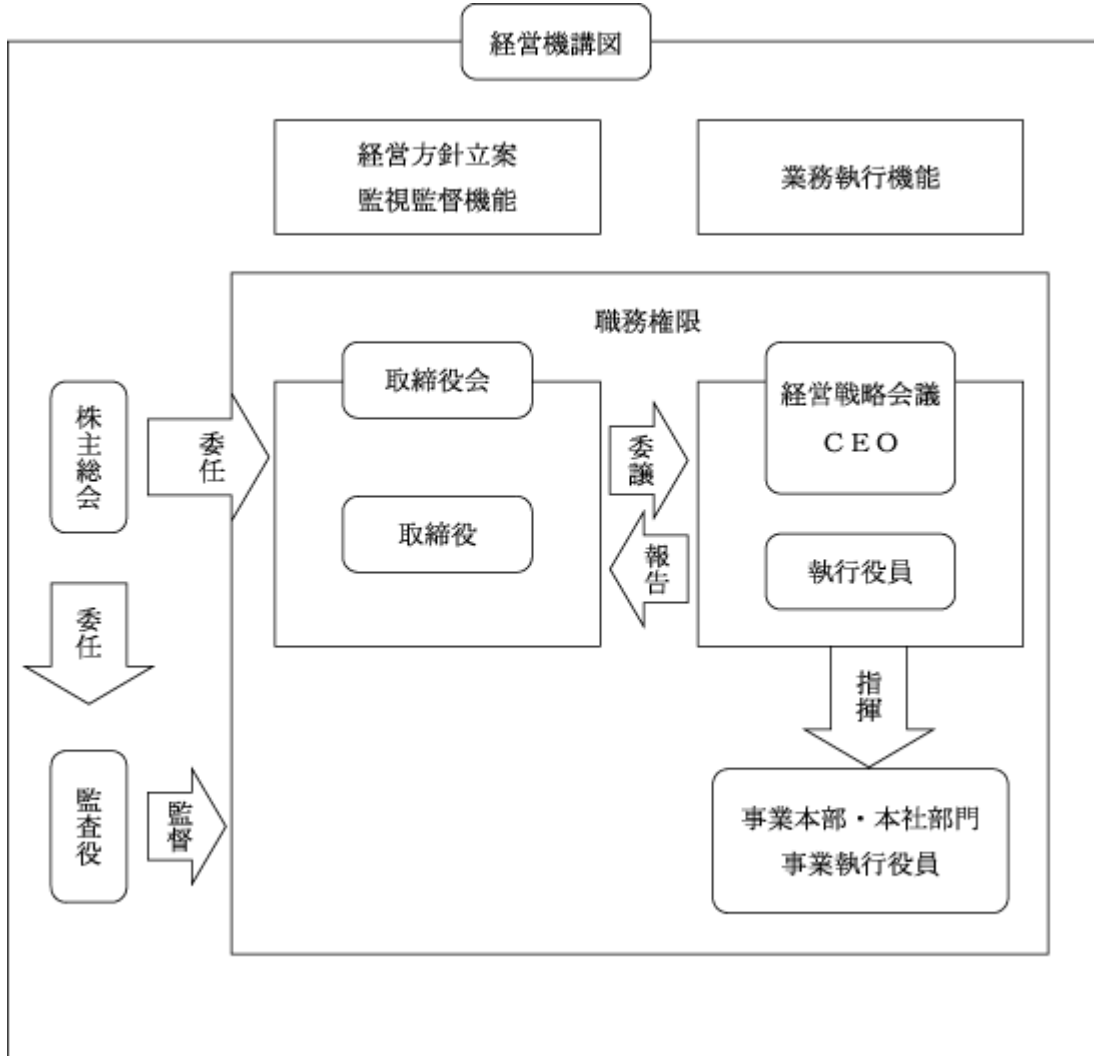 経営機講図
経営方針立案
監視監督機能
業務執行機能
職務権限
取締役会
経営戦略会議
ＣＥＯ
株主総会
委任
委譲
取締役
報告
執行役員
委任
指揮
監査役
監督
事業本部・本社部門
事業執行役員